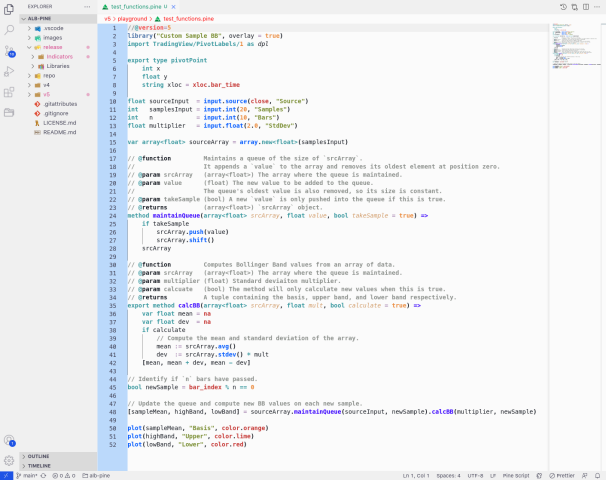 EXPLORER
test_functions.pine U
ALB-PINE
v5 > playground > test_functions.pine
.vscode
images
release
Indicators
Libraries
repo
v4
v5
.gitattributes
.gitignore
LICENSE.md
README.md
1 //@version=5
2 library("Custom Sample BB", overlay = true)
3 import TradingView/PivotLabels/1 as dpl
4
5 export type pivotPoint
6 int x
7 float y
8 string xloc = xloc.bar_time
9
10 float sourceInput = input.source(close, "Source")
11 int samplesInput = input.int(20, "Samples")
12 int n = input.int(10, "Bars")
13 float multiplier = input.float(2.0, "StdDev")
14
15 var array<float> sourceArray = array.new<float>(samplesInput)
16
17 // @function Maintains a queue of the size of `srcArray`.
18 // It appends a `value` to the array and removes its oldest element at position zero.
19 // @param srcArray (array<float>) The array where the queue is maintained.
20 // @param value (float) The new value to be added to the queue.
21 // The queue's oldest value is also removed, so its size is constant.
22 // @param takeSample (bool) A new `value` is only pushed into the queue if this is true.
23 // @returns (array<float>) `srcArray` object.
24 method maintainQueue(array<float> srcArray, float value, bool takeSample = true) =>
25 if takeSample
26 srcArray.push(value)
27 srcArray.shift()
28 srcArray
29
30 // @function Computes Bollinger Band values from an array of data.
31 // @param srcArray (array<float>) The array where the queue is maintained.
32 // @param multiplier (float) Standard deviaiton multiplier.
33 // @param calcuate (bool) The method will only calculate new values when this is true.
34 // @returns A tuple containing the basis, upper band, and lower band respectively.
35 export method calcBB(array<float> srcArray, float mult, bool calculate = true) =>
36 var float mean = na
37 var float dev = na
38 if calculate
39 // Compute the mean and standard deviation of the array.
40 mean := srcArray.avg()
41 dev := srcArray.stdev() * mult
42 [mean, mean + dev, mean - dev]
43
44 // Identify if `n` bars have passed.
45 bool newSample = bar_index % n == 0
46
47 // Update the queue and compute new BB values on each new sample.
48 [sampleMean, highBand, lowBand] = sourceArray.maintainQueue(sourceInput, newSample).calcBB(multiplier, newSample)
49
50 plot(sampleMean, "Basis", color.orange)
51 plot(highBand, "Upper", color.lime)
52 plot(lowBand, "Lower", color.red)
OUTLINE
TIMELINE
main* 0 0 alb-pine Ln 1, Col 1 Spaces: 4 UTF-8 LF Pine Script Prettier